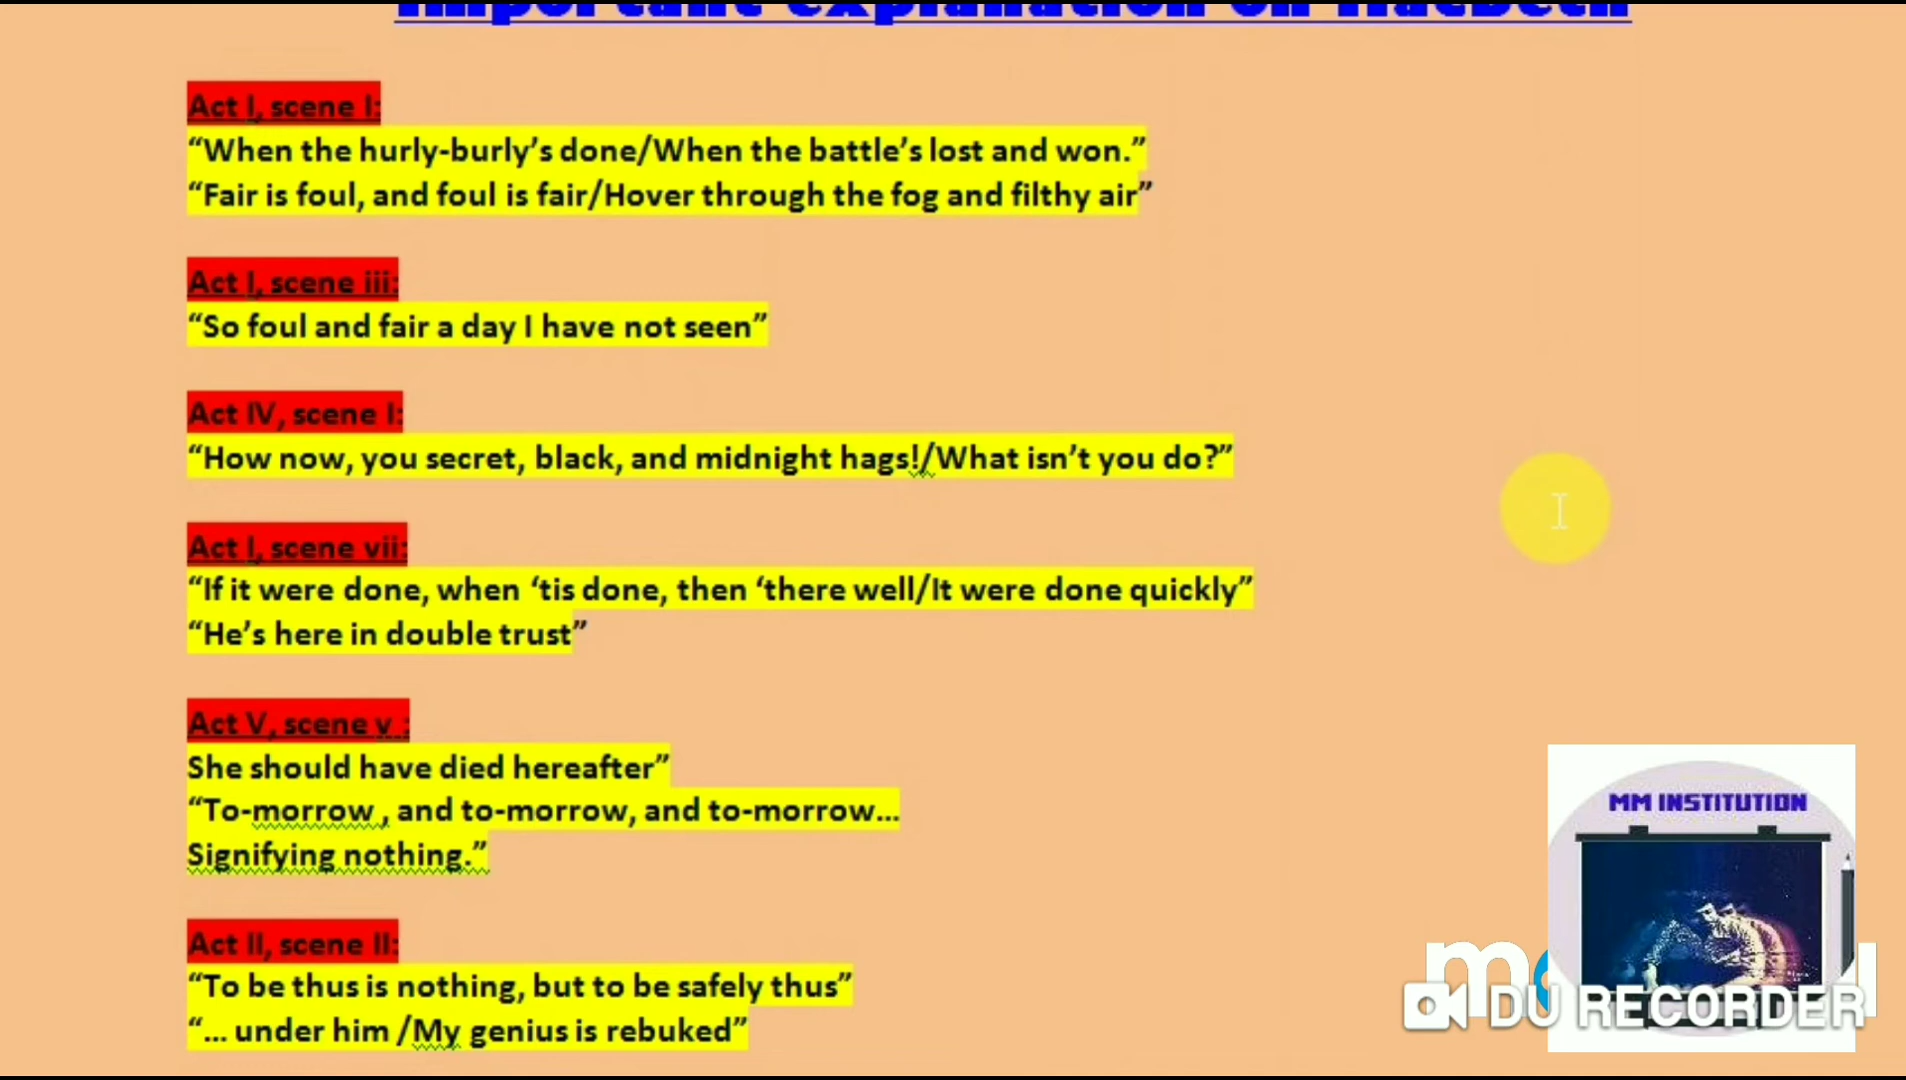 Important explanation on Macbeth
Act I, scene I:
“When the hurly-burly’s done/When the battle’s lost and won.”
“Fair is foul, and foul is fair/Hover through the fog and filthy air”
Act I, scene iii:
“So foul and fair a day I have not seen”
Act IV, scene I:
“How now, you secret, black, and midnight hags!/What isn’t you do?”
Act I, scene vii:
“If it were done, when ‘tis done, then ‘there well/It were done quickly”
“He’s here in double trust”
Act V, scene v :
She should have died hereafter”
“To-morrow , and to-morrow, and to-morrow...
Signifying nothing.”
Act II, scene II:
“To be thus is nothing, but to be safely thus”
“... under him /My genius is rebuked”
MM INSTITUTION
DU RECORDER